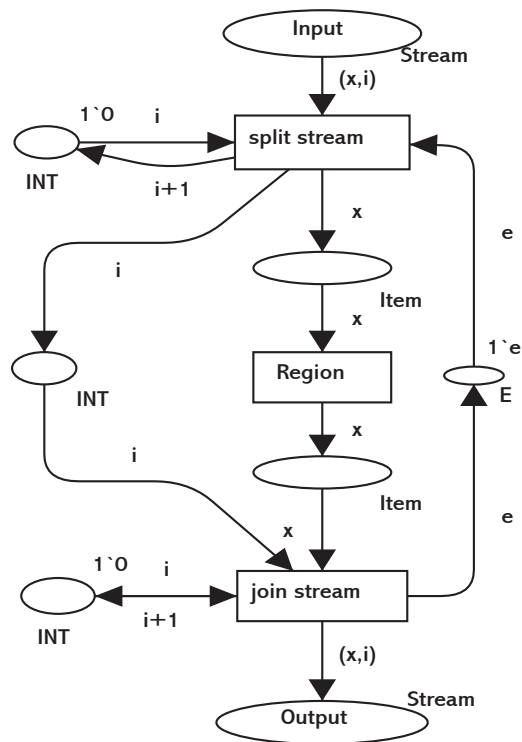 Input
Stream
(x,i)
1`0
i
split stream
INT
i+1
x
e
i
Item
x
1`e
Region
INT
E
x
i
Item
e
x
1`0
i
join stream
INT
i+1
(x,i)
Stream
Output